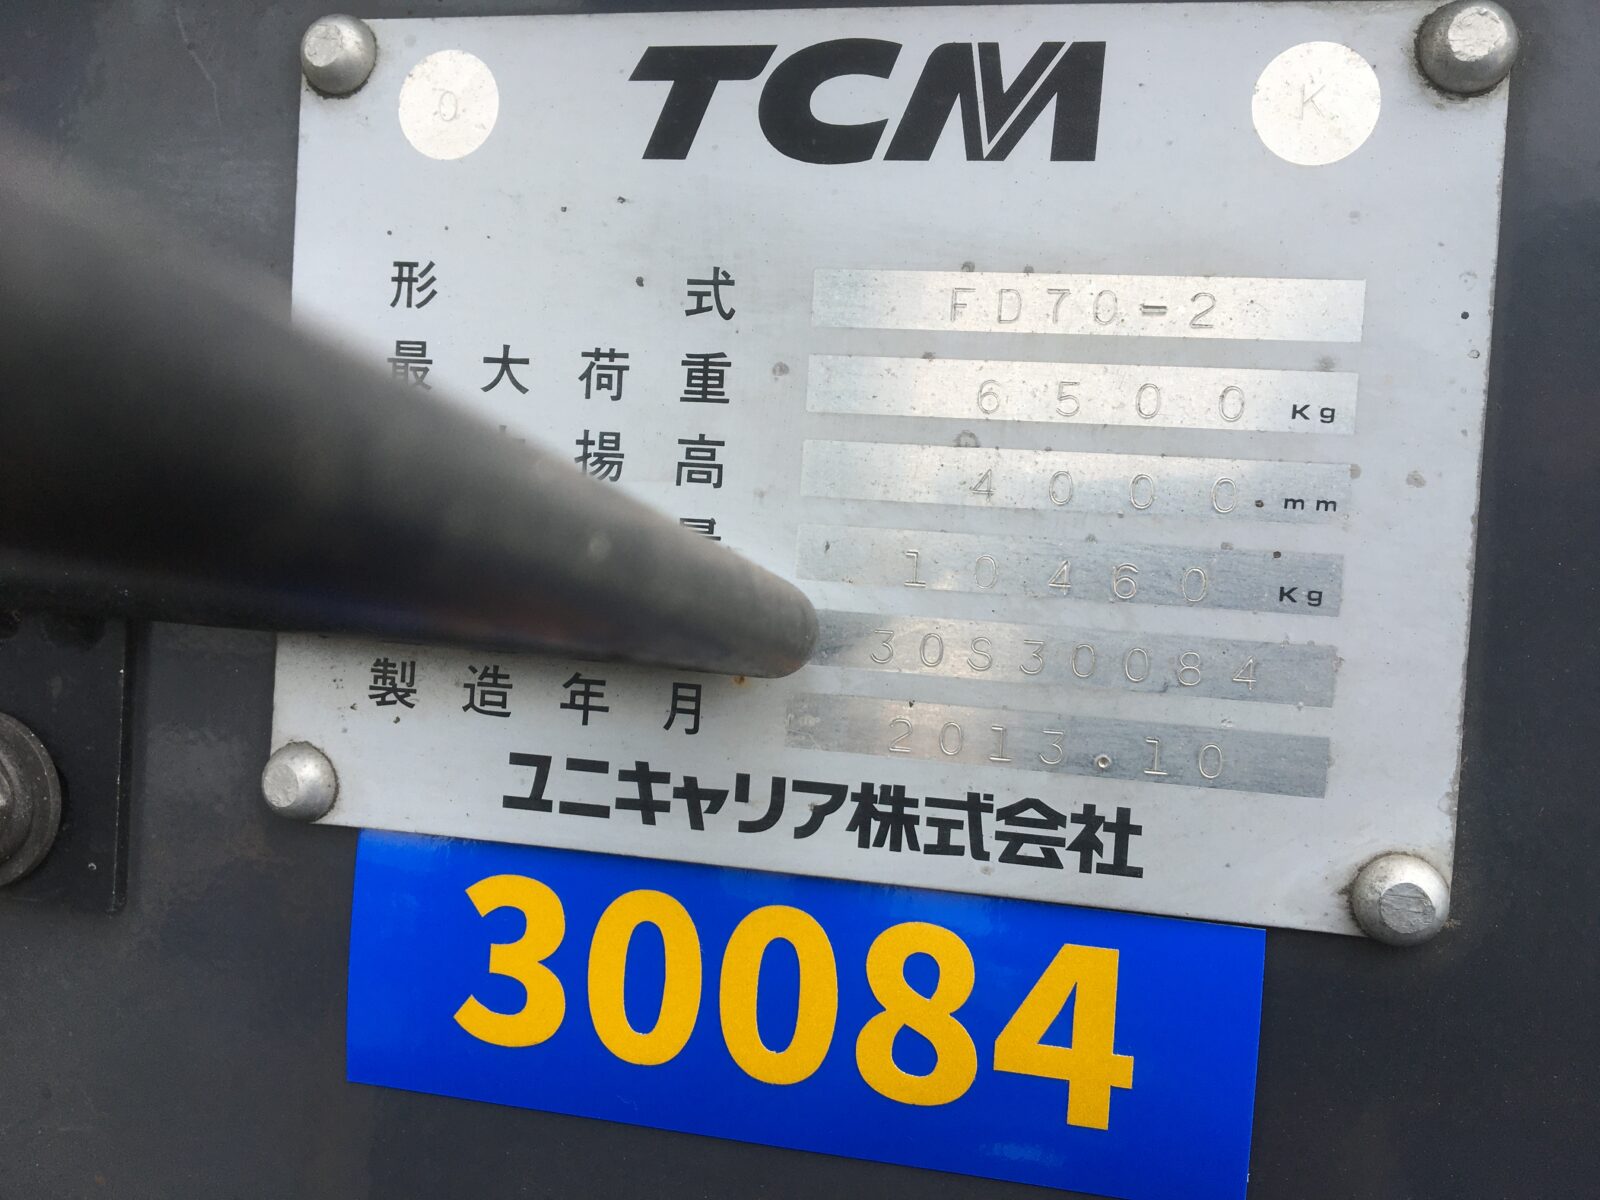 O TCM K
形式 FD70-2
最大荷重 6500 Kg
揚高 4000 mm
10460 Kg
30S30084
製造年月 2013.10
ユニキャリア株式会社
30084